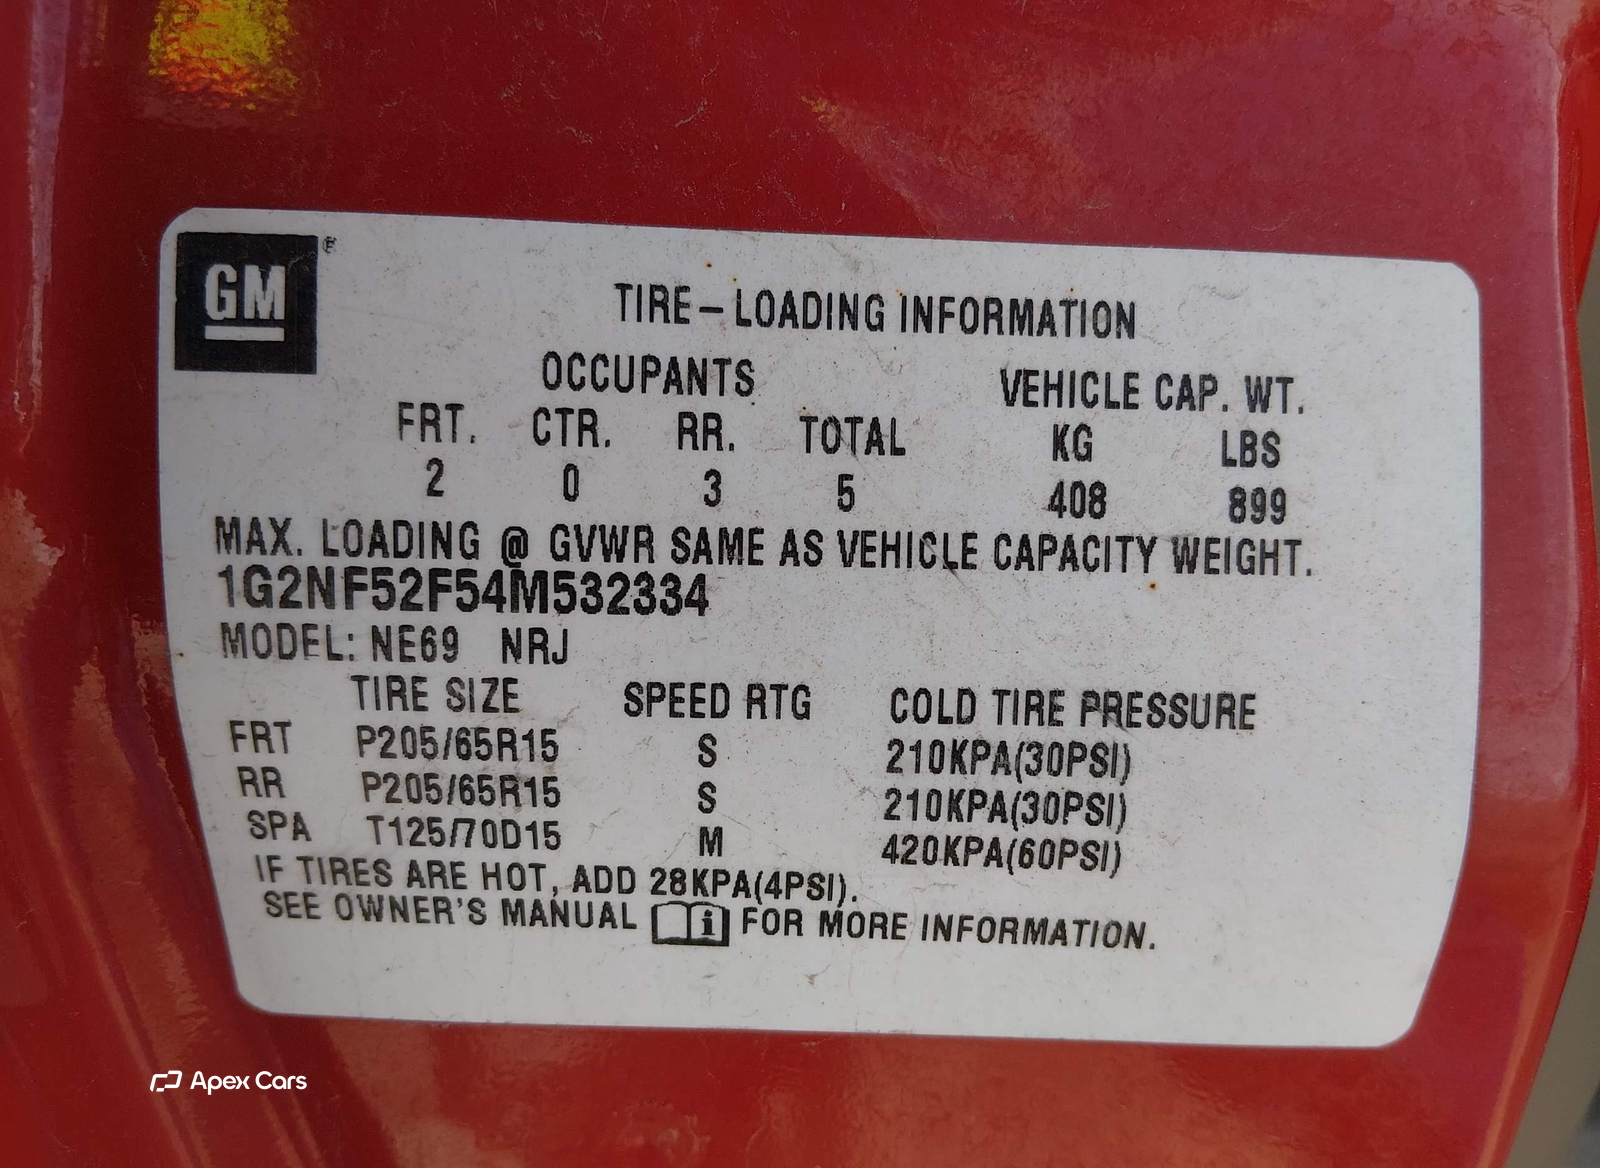 GM
TIRE–LOADING INFORMATION
OCCUPANTS VEHICLE CAP. WT.
FRT. CTR. RR. TOTAL KG LBS
2 0 3 5 408 899
MAX. LOADING @ GVWR SAME AS VEHICLE CAPACITY WEIGHT.
1G2NF52F54M532334
MODEL: NE69 NRJ
TIRE SIZE SPEED RTG COLD TIRE PRESSURE
FRT P205/65R15 S 210KPA(30PSI)
RR P205/65R15 S 210KPA(30PSI)
SPA T125/70D15 M 420KPA(60PSI)
IF TIRES ARE HOT, ADD 28KPA(4PSI).
SEE OWNER'S MANUAL i FOR MORE INFORMATION.
Apex Cars